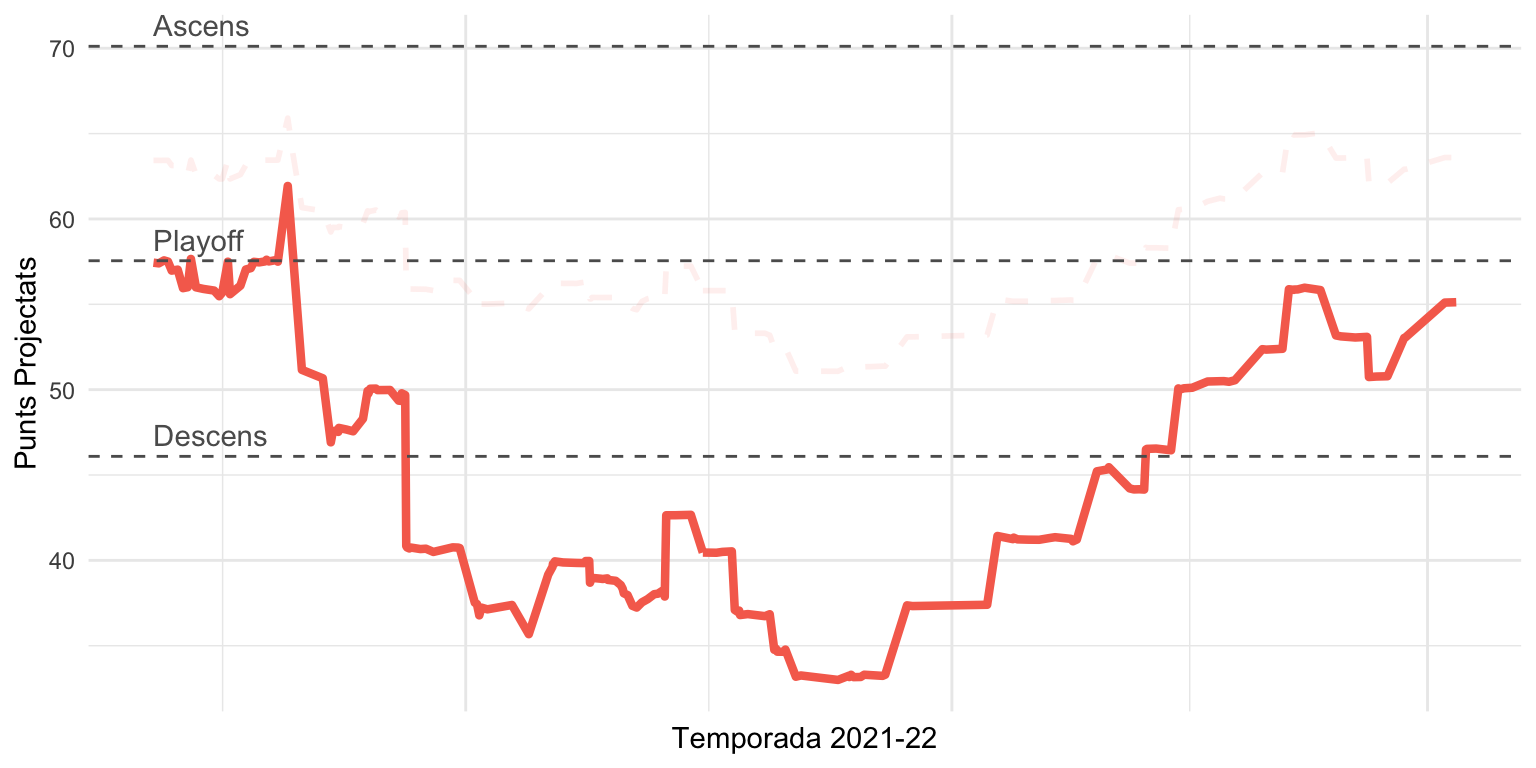 Ascens
70
60
Playoff
50
Descens
40
Punts Projectats
Temporada 2021-22